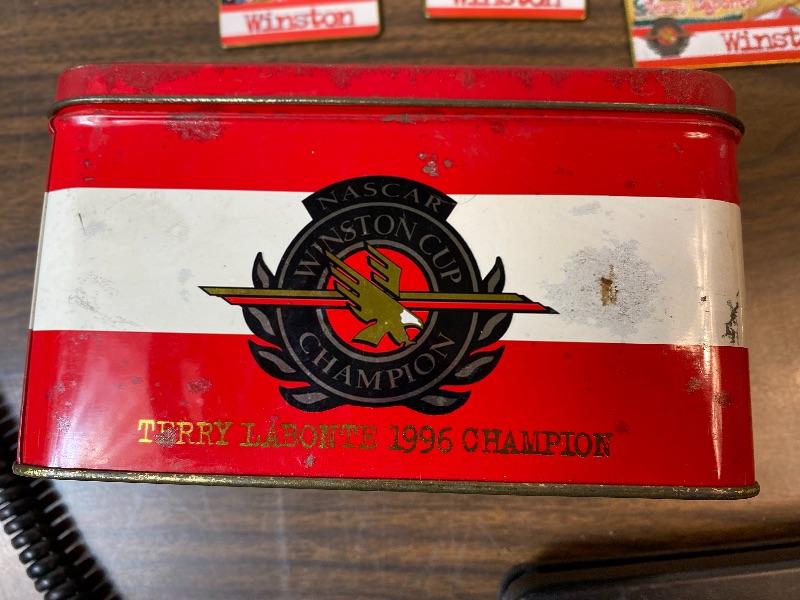 Winston
Winston
Winston
NASCAR
WINSTON CUP
CHAMPION
TERRY LABONTE 1996 CHAMPION